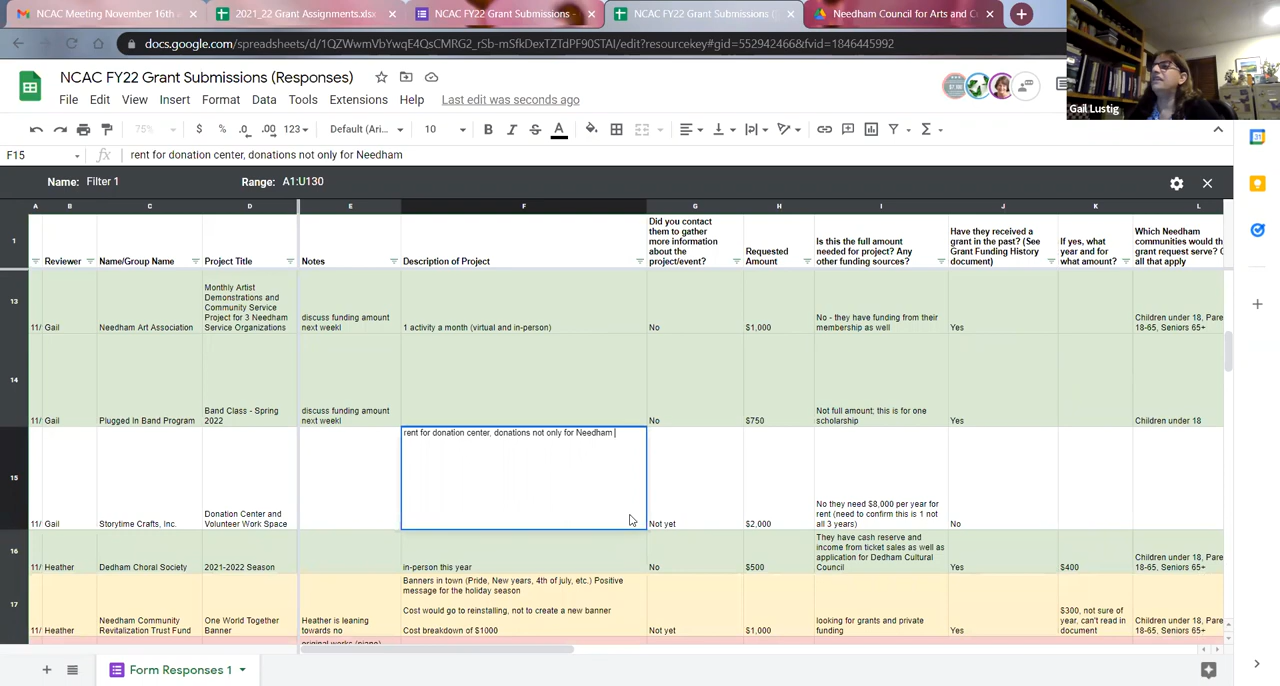 NCAC Meeting November 16th a
2021_22 Grant Assignments.xlsx
NCAC FY22 Grant Submissions -
NCAC FY22 Grant Submissions (
Needham Council for Arts and C
docs.google.com/spreadsheets/d/1QZWwmVbYwqE4QsCMRG2_rSb-mSfkDexTZTdPF90STAI/edit?resourcekey#gid=552942466&fvid=1846445992
NCAC FY22 Grant Submissions (Responses)
File Edit View Insert Format Data Tools Extensions Help Last edit was seconds ago
Gail Lustig
75% $ % .0 .00 123 Default (Ari... 10 B I S A
F15 fx rent for donation center, donations not only for Needham
Name: Filter 1 Range: A1:U130
A B C D E F G H I J K L
1
Reviewer
Name/Group Name
Project Title
Notes
Description of Project
Did you contact
them to gather
more information
about the
project/event?
Requested
Amount
Is this the full amount
needed for project? Any
other funding sources?
Have they received a
grant in the past? (See
Grant Funding History
document)
If yes, what
year and for
what amount?
Which Needham
communities would th
grant request serve? C
all that apply
13
11/ Gail
Needham Art Association
Monthly Artist
Demonstrations and
Community Service
Project for 3 Needham
Service Organizations
discuss funding amount
next weekl
1 activity a month (virtual and in-person)
No
$1,000
No - they have funding from their
membership as well
Yes
Children under 18, Pare
18-65, Seniors 65+
14
11/ Gail
Plugged In Band Program
Band Class - Spring
2022
discuss funding amount
next weekl
No
$750
Not full amount; this is for one
scholarship
Yes
Children under 18
15
11/ Gail
Storytime Crafts, Inc.
Donation Center and
Volunteer Work Space
rent for donation center, donations not only for Needham
Not yet
$2,000
No they need $8,000 per year for
rent (need to confirm this is 1 not
all 3 years)
No
16
11/ Heather
Dedham Choral Society
2021-2022 Season
in-person this year
No
$500
They have cash reserve and
income from ticket sales as well as
application for Dedham Cultural
Council
Yes
$400
Children under 18, Pare
18-65, Seniors 65+
17
11/ Heather
Needham Community
Revitalization Trust Fund
One World Together
Banner
Heather is leaning
towards no
Banners in town (Pride, New years, 4th of july, etc.) Positive
message for the holiday season
Cost would go to reinstalling, not to create a new banner
Cost breakdown of $1000
Not yet
$1,000
looking for grants and private
funding
Yes
$300, not sure of
year, can't read in
document
Children under 18, Pare
18-65, Seniors 65+
original works (piano)
Form Responses 1